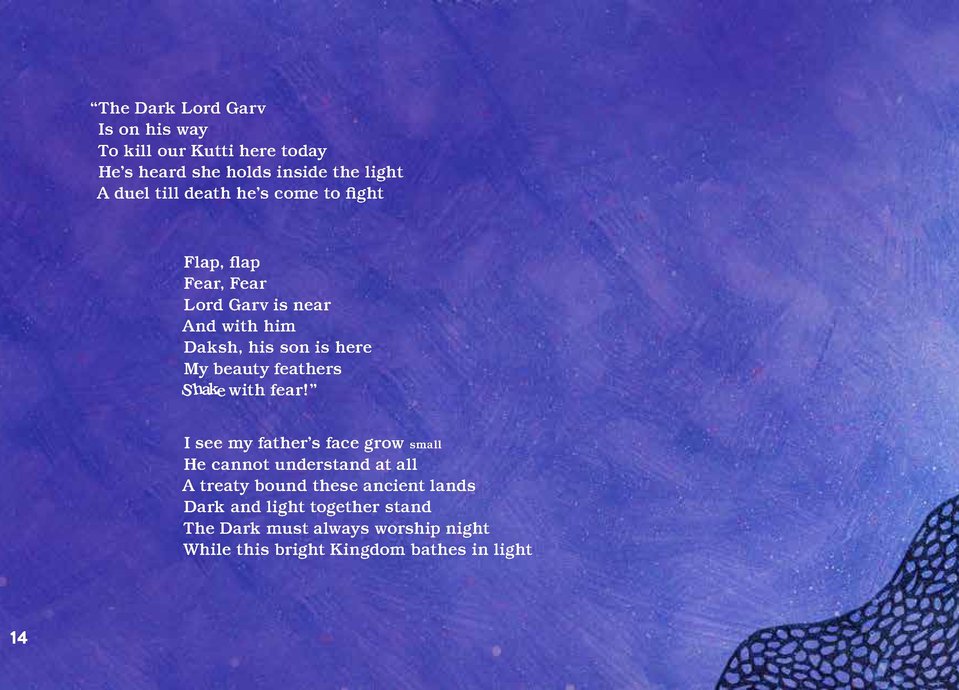 “The Dark Lord Garv
Is on his way
To kill our Kutti here today
He’s heard she holds inside the light
A duel till death he’s come to fight
Flap, flap
Fear, Fear
Lord Garv is near
And with him
Daksh, his son is here
My beauty feathers
Shake with fear!”
I see my father’s face grow small
He cannot understand at all
A treaty bound these ancient lands
Dark and light together stand
The Dark must always worship night
While this bright Kingdom bathes in light
14